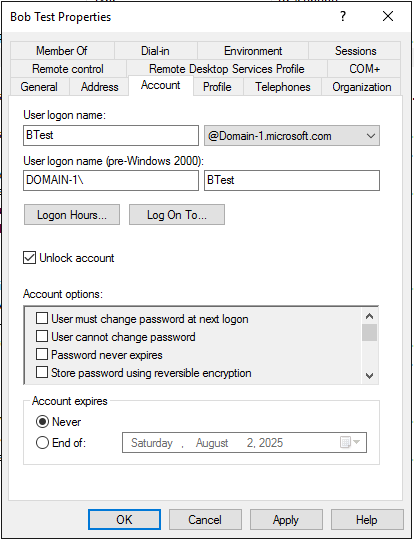 Bob Test Properties
?
Member Of Dial-in Environment Sessions
Remote control Remote Desktop Services Profile COM+
General Address Account Profile Telephones Organization
User logon name:
BTest @Domain-1.microsoft.com
User logon name (pre-Windows 2000):
DOMAIN-1\ BTest
Logon Hours... Log On To...
Unlock account
Account options:
User must change password at next logon
User cannot change password
Password never expires
Store password using reversible encryption
Account expires
Never
End of: Saturday , August 2, 2025
OK Cancel Apply Help